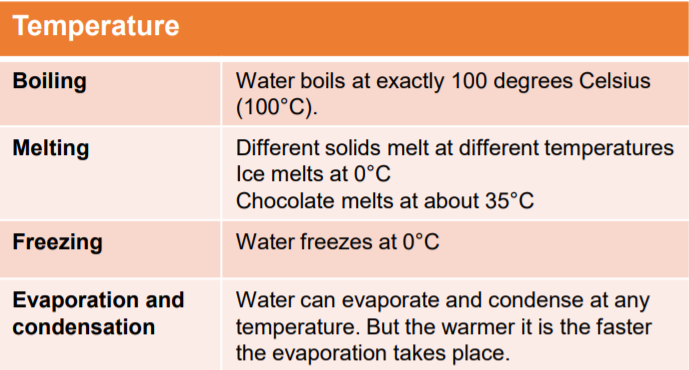 Temperature
Boiling
Water boils at exactly 100 degrees Celsius
(100°C).
Melting
Different solids melt at different temperatures
Ice melts at 0°C
Chocolate melts at about 35°C
Freezing
Water freezes at 0°C
Evaporation and
condensation
Water can evaporate and condense at any
temperature. But the warmer it is the faster
the evaporation takes place.